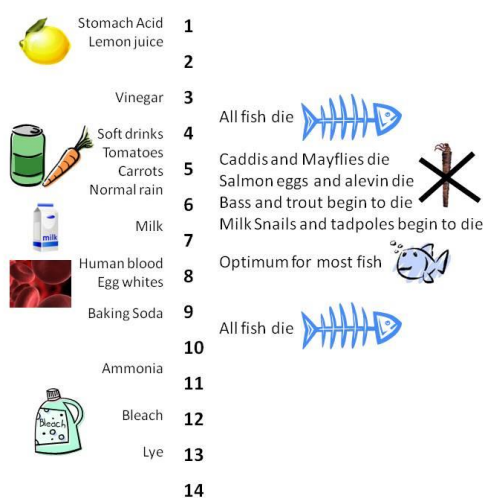 Stomach Acid
Lemon juice
1
2
Vinegar
3
All fish die
Soft drinks
4
Tomatoes
Carrots
5
Normal rain
Caddis and Mayflies die
Salmon eggs and alevin die
Bass and trout begin to die
Milk Snails and tadpoles begin to die
6
milk
Milk
7
Human blood
Egg whites
8
Optimum for most fish
Baking Soda
9
All fish die
10
Ammonia
11
Bleach
Bleach
12
Lye
13
14